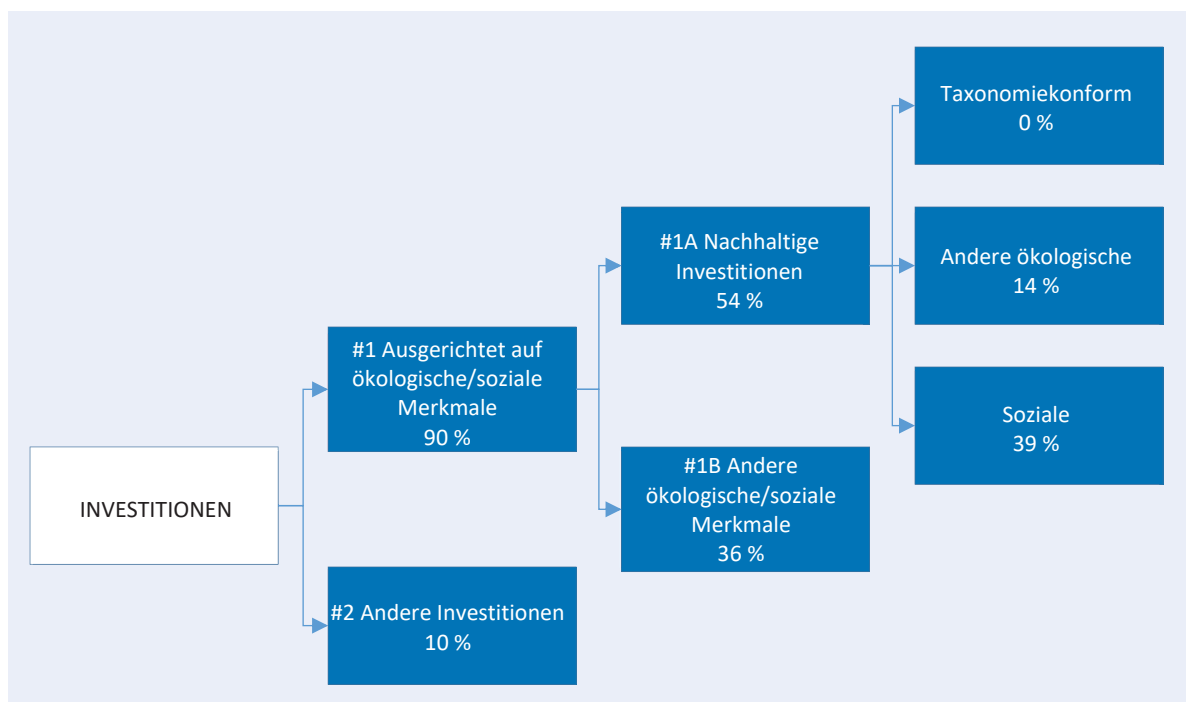 INVESTITIONEN
#1 Ausgerichtet auf
ökologische/soziale
Merkmale
90 %
#2 Andere Investitionen
10 %
#1A Nachhaltige
Investitionen
54 %
#1B Andere
ökologische/soziale
Merkmale
36 %
Taxonomiekonform
0 %
Andere ökologische
14 %
Soziale
39 %